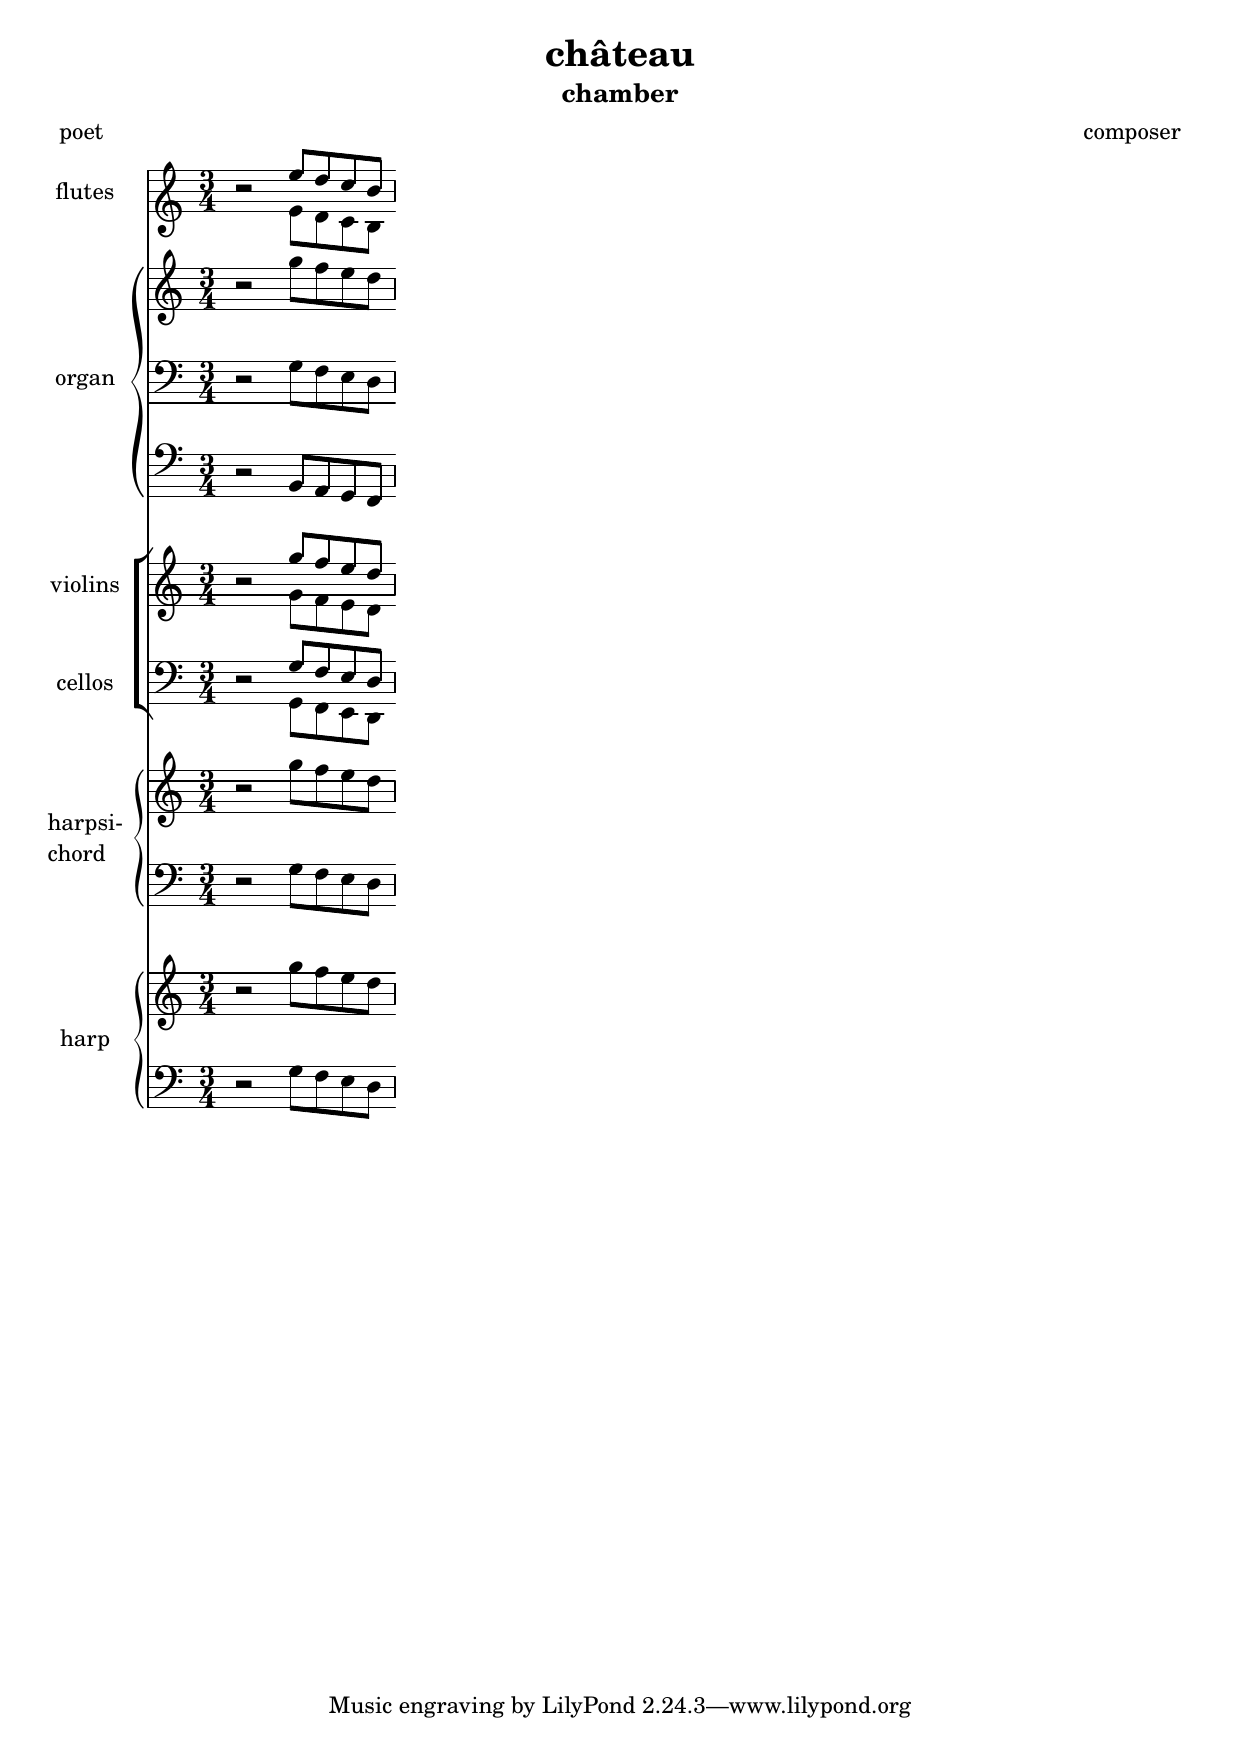 château
chamber
poet composer
flutes
organ
violins
cellos
harpsi-
chord
harp
Music engraving by LilyPond 2.24.3—www.lilypond.org